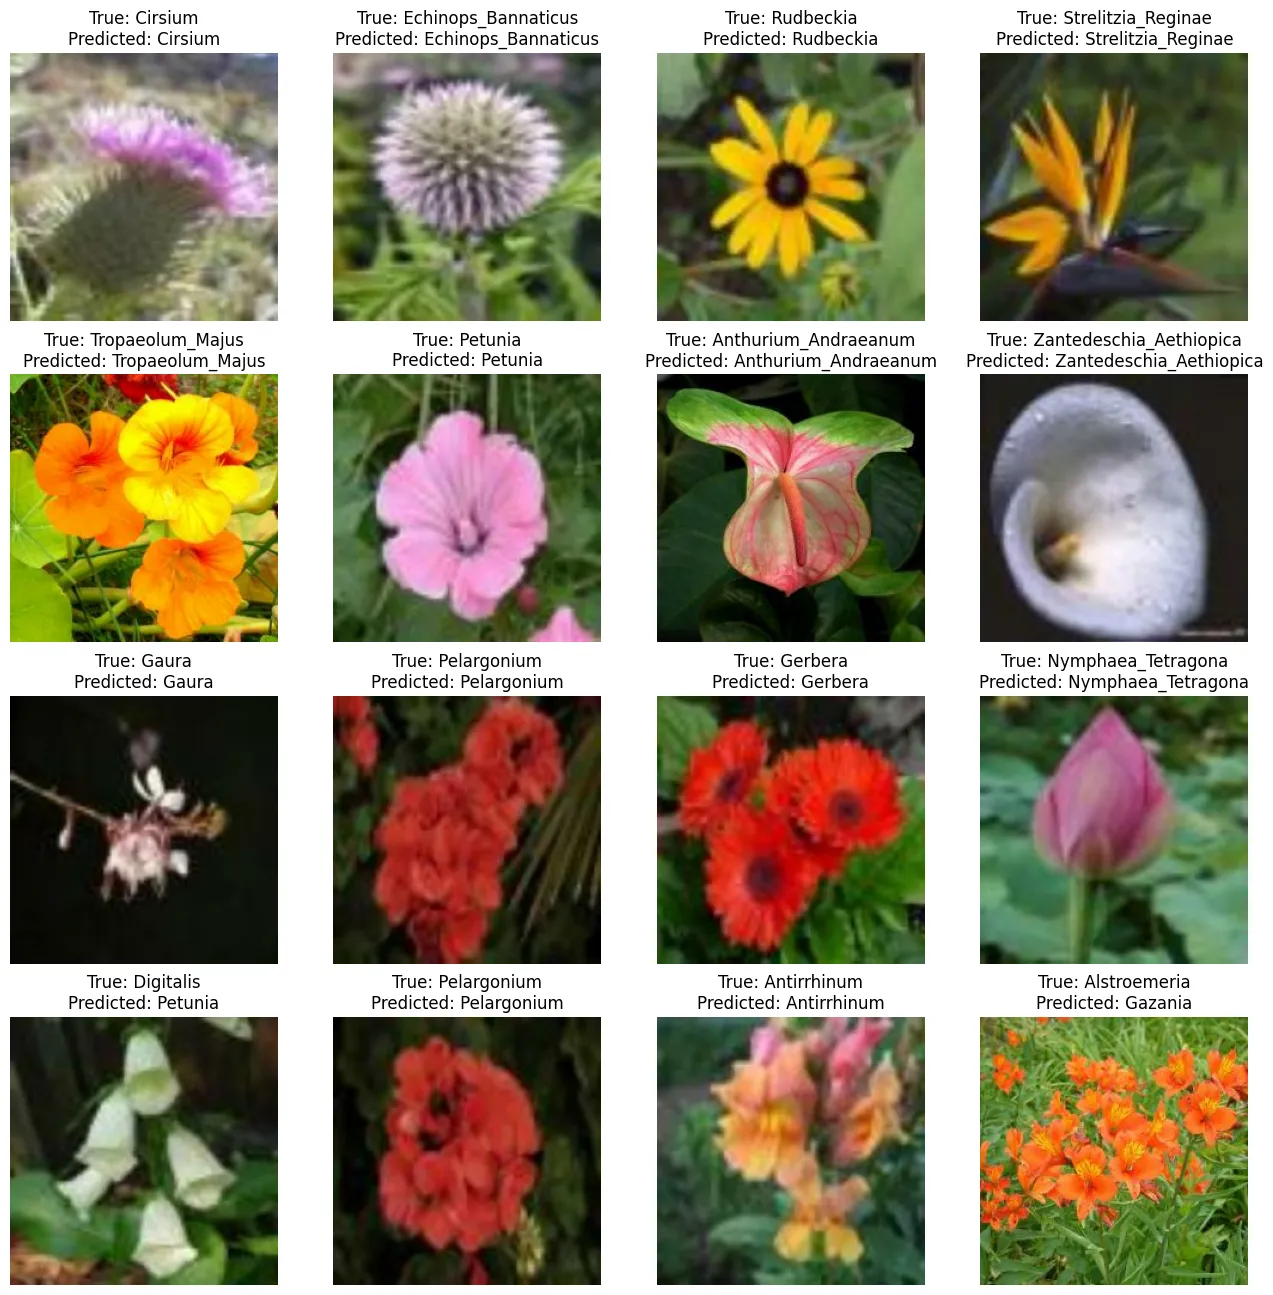 True: Cirsium
Predicted: Cirsium
True: Echinops_Bannaticus
Predicted: Echinops_Bannaticus
True: Rudbeckia
Predicted: Rudbeckia
True: Strelitzia_Reginae
Predicted: Strelitzia_Reginae
True: Tropaeolum_Majus
Predicted: Tropaeolum_Majus
True: Petunia
Predicted: Petunia
True: Anthurium_Andraeanum
Predicted: Anthurium_Andraeanum
True: Zantedeschia_Aethiopica
Predicted: Zantedeschia_Aethiopica
True: Gaura
Predicted: Gaura
True: Pelargonium
Predicted: Pelargonium
True: Gerbera
Predicted: Gerbera
True: Nymphaea_Tetragona
Predicted: Nymphaea_Tetragona
True: Digitalis
Predicted: Petunia
True: Pelargonium
Predicted: Pelargonium
True: Antirrhinum
Predicted: Antirrhinum
True: Alstroemeria
Predicted: Gazania